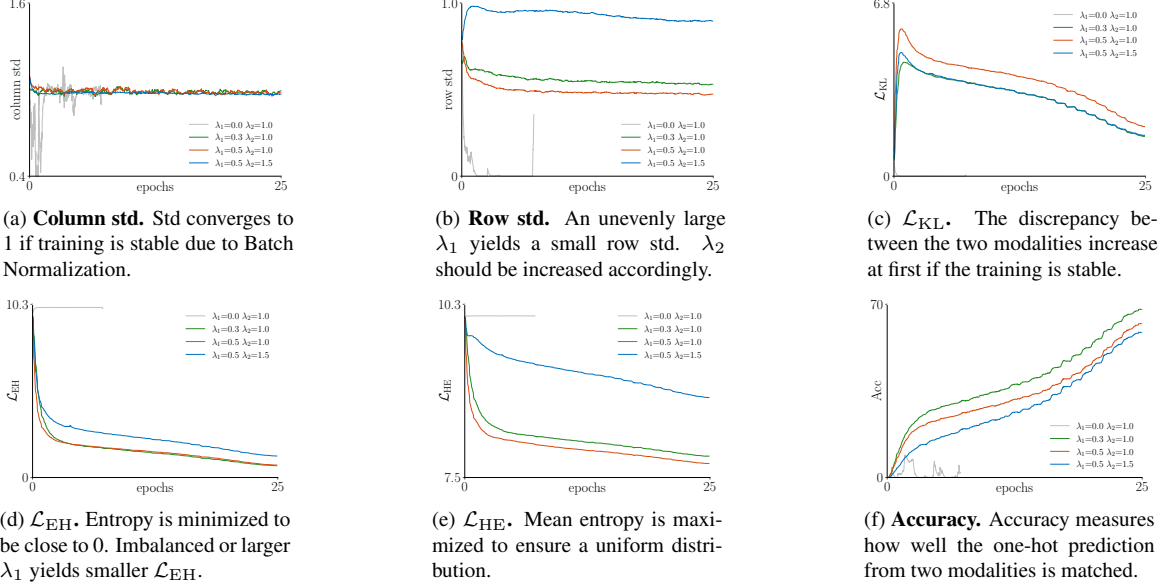 1.6
column std
λ1=0.0 λ2=1.0
λ1=0.3 λ2=1.0
λ1=0.5 λ2=1.0
λ1=0.5 λ2=1.5
0.4
0
epochs
25
(a) Column std. Std converges to
1 if training is stable due to Batch
Normalization.
1.0
row std
λ1=0.0 λ2=1.0
λ1=0.3 λ2=1.0
λ1=0.5 λ2=1.0
λ1=0.5 λ2=1.5
0
0
epochs
25
(b) Row std. An unevenly large
λ1 yields a small row std. λ2
should be increased accordingly.
6.8
ℒKL
λ1=0.0 λ2=1.0
λ1=0.3 λ2=1.0
λ1=0.5 λ2=1.0
λ1=0.5 λ2=1.5
0
0
epochs
25
(c) ℒKL. The discrepancy be-
tween the two modalities increase
at first if the training is stable.
10.3
ℒEH
λ1=0.0 λ2=1.0
λ1=0.3 λ2=1.0
λ1=0.5 λ2=1.0
λ1=0.5 λ2=1.5
0
0
epochs
25
(d) ℒEH. Entropy is minimized to
be close to 0. Imbalanced or larger
λ1 yields smaller ℒEH.
10.3
ℒHE
λ1=0.0 λ2=1.0
λ1=0.3 λ2=1.0
λ1=0.5 λ2=1.0
λ1=0.5 λ2=1.5
7.5
0
epochs
25
(e) ℒHE. Mean entropy is maxi-
mized to ensure a uniform distri-
bution.
70
Acc
λ1=0.0 λ2=1.0
λ1=0.3 λ2=1.0
λ1=0.5 λ2=1.0
λ1=0.5 λ2=1.5
0
0
epochs
25
(f) Accuracy. Accuracy measures
how well the one-hot prediction
from two modalities is matched.